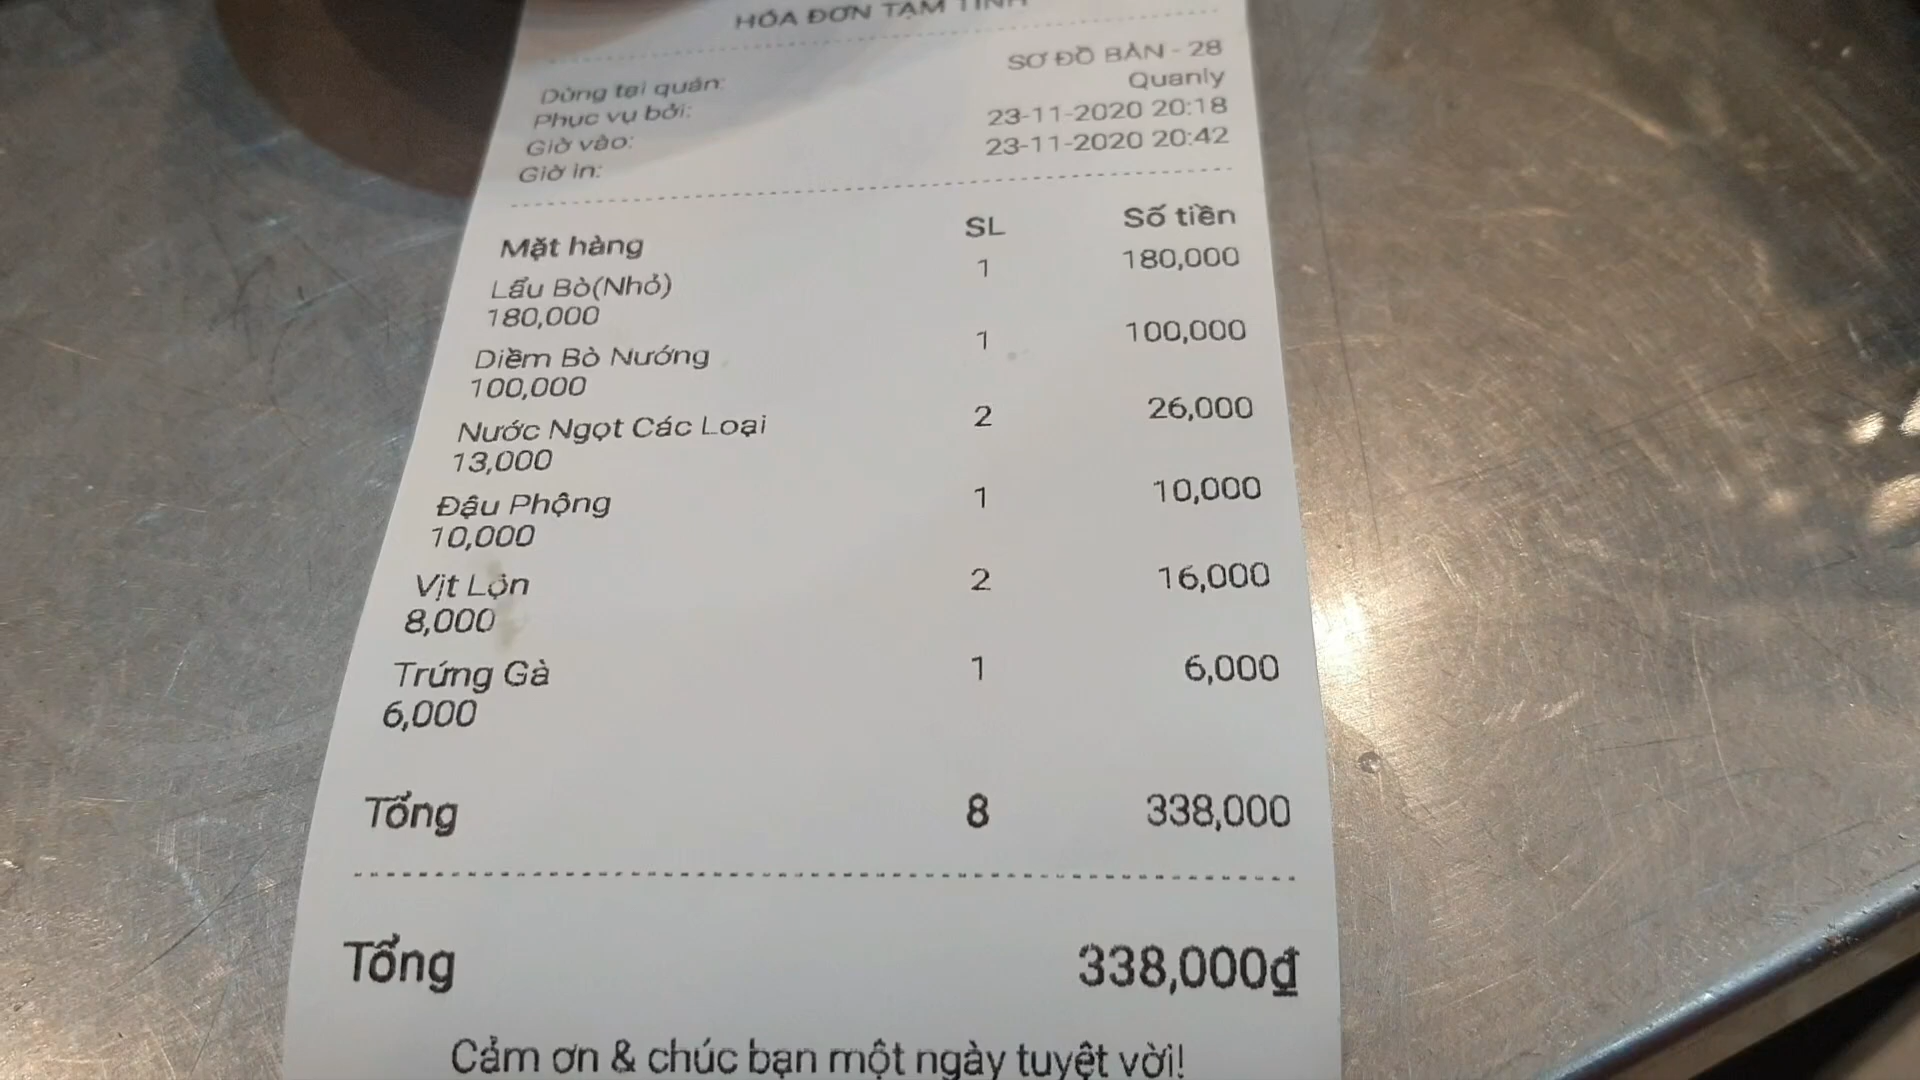 HÓA ĐƠN TẠM TÍNH
Dùng tại quán: SƠ ĐỒ BÀN - 28
Phục vụ bởi: Quanly
Giờ vào: 23-11-2020 20:18
Giờ in: 23-11-2020 20:42
Mặt hàng SL Số tiền
Lẩu Bò(Nhỏ) 1 180,000
180,000
Diềm Bò Nướng 1 100,000
100,000
Nước Ngọt Các Loại 2 26,000
13,000
Đậu Phộng 1 10,000
10,000
Vịt Lộn 2 16,000
8,000
Trứng Gà 1 6,000
6,000
Tổng 8 338,000
Tổng 338,000₫
Cảm ơn & chúc bạn một ngày tuyệt vời!